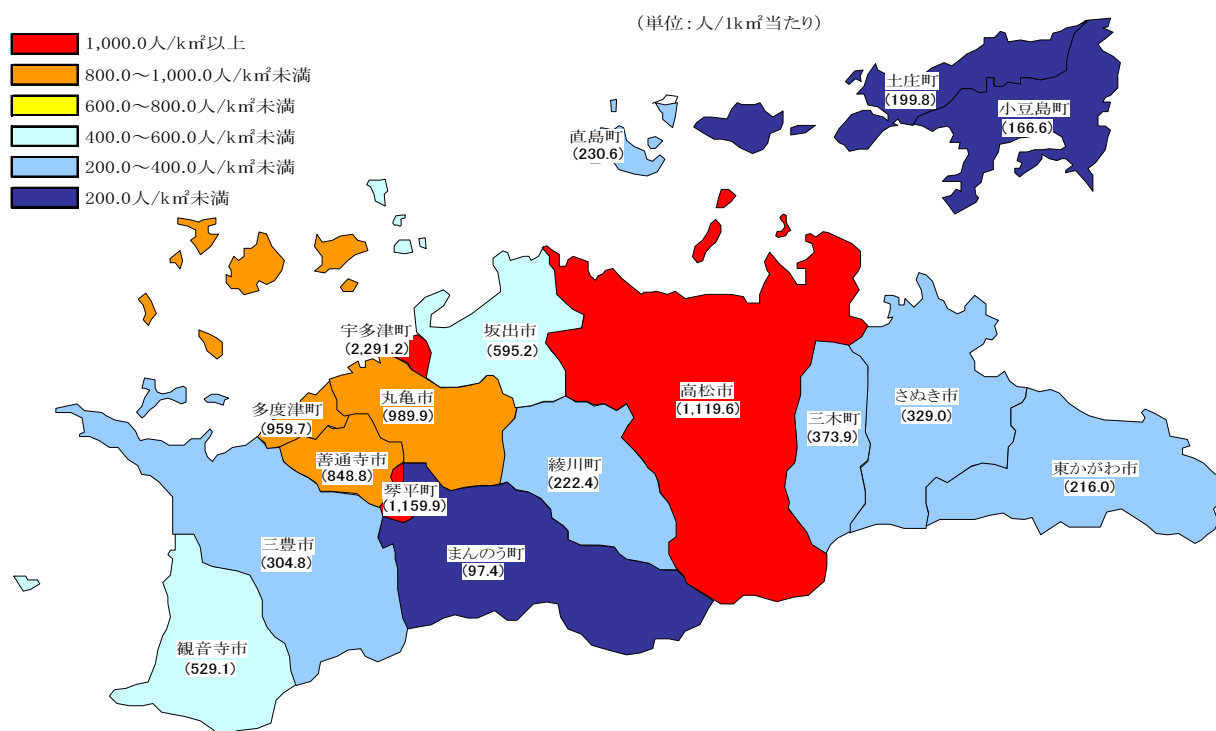 (単位:人/1k㎡当たり)
1,000.0人/k㎡以上
800.0～1,000.0人/k㎡未満
600.0～800.0人/k㎡未満
400.0～600.0人/k㎡未満
200.0～400.0人/k㎡未満
200.0人/k㎡未満
土庄町
(199.8)
小豆島町
(166.6)
直島町
(230.6)
宇多津町
(2,291.2)
坂出市
(595.2)
丸亀市
(989.9)
高松市
(1,119.6)
さぬき市
(329.0)
多度津町
(959.7)
三木町
(373.9)
善通寺市
(848.8)
綾川町
(222.4)
東かがわ市
(216.0)
琴平町
(1,159.9)
三豊市
(304.8)
まんのう町
(97.4)
観音寺市
(529.1)